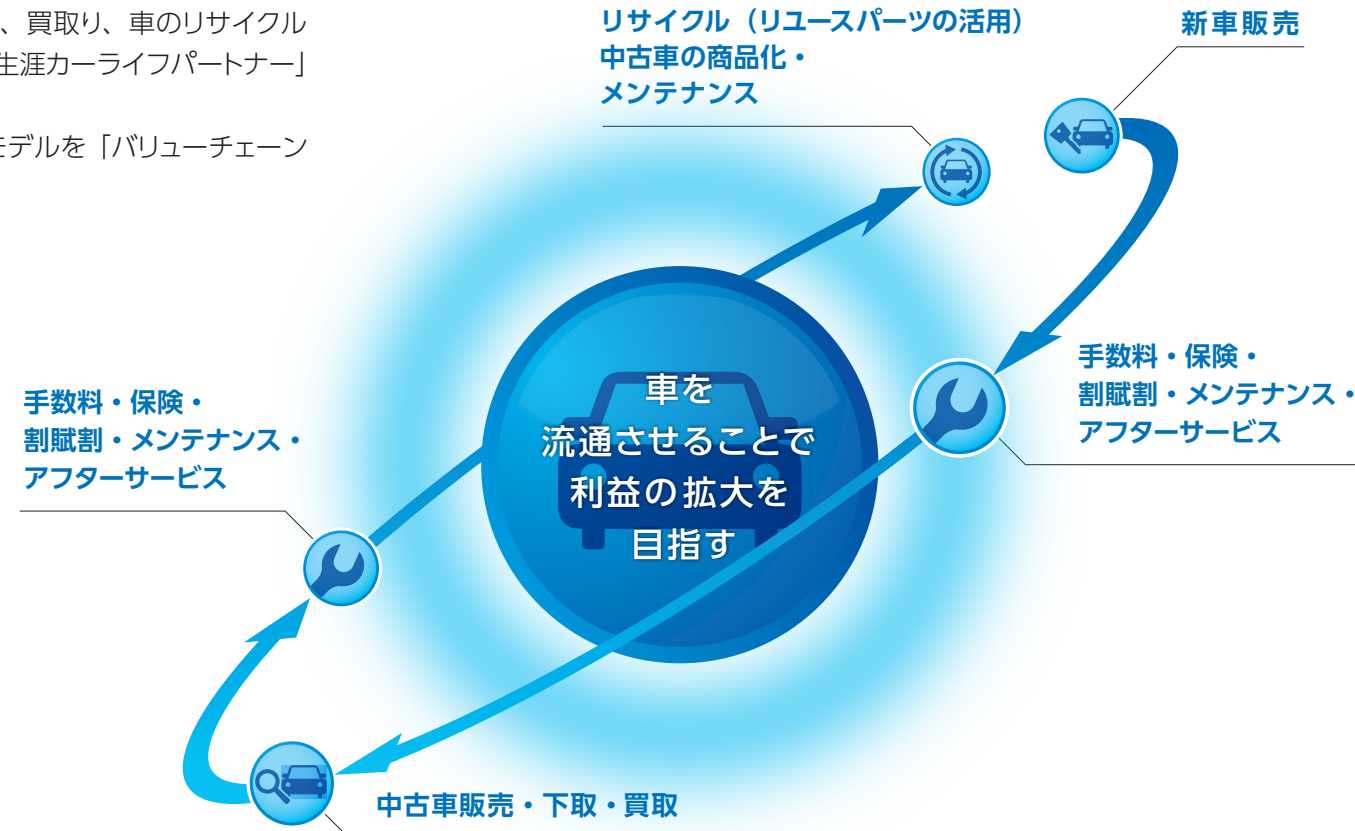 、買取り、車のリサイクル
生涯カーライフパートナー」
モデルを「バリューチェーン
リサイクル（リユースパーツの活用）
中古車の商品化・
メンテナンス
新車販売
手数料・保険・
割賦割・メンテナンス・
アフターサービス
車を
流通させることで
利益の拡大を
目指す
手数料・保険・
割賦割・メンテナンス・
アフターサービス
中古車販売・下取・買取